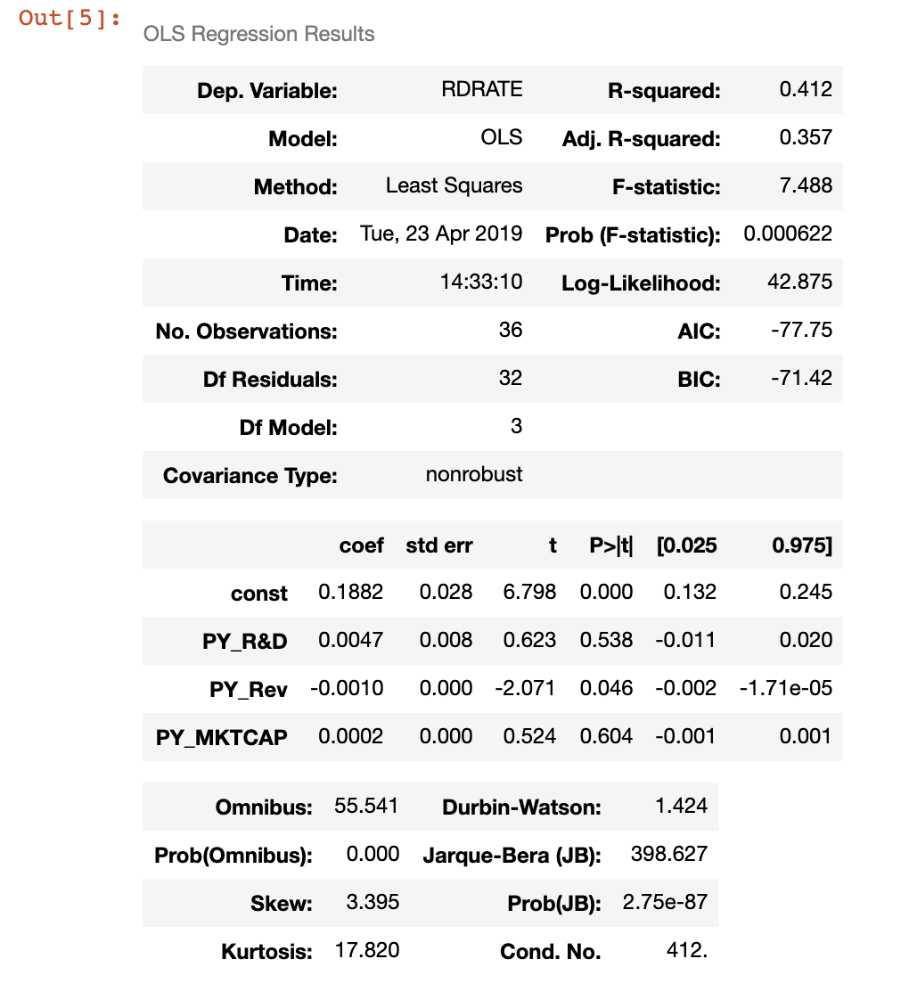 Out[5]:
OLS Regression Results
Dep. Variable: RDRATE R-squared: 0.412
Model: OLS Adj. R-squared: 0.357
Method: Least Squares F-statistic: 7.488
Date: Tue, 23 Apr 2019 Prob (F-statistic): 0.000622
Time: 14:33:10 Log-Likelihood: 42.875
No. Observations: 36 AIC: -77.75
Df Residuals: 32 BIC: -71.42
Df Model: 3
Covariance Type: nonrobust
coef std err t P>|t| [0.025 0.975]
const 0.1882 0.028 6.798 0.000 0.132 0.245
PY_R&D 0.0047 0.008 0.623 0.538 -0.011 0.020
PY_Rev -0.0010 0.000 -2.071 0.046 -0.002 -1.71e-05
PY_MKTCAP 0.0002 0.000 0.524 0.604 -0.001 0.001
Omnibus: 55.541 Durbin-Watson: 1.424
Prob(Omnibus): 0.000 Jarque-Bera (JB): 398.627
Skew: 3.395 Prob(JB): 2.75e-87
Kurtosis: 17.820 Cond. No. 412.